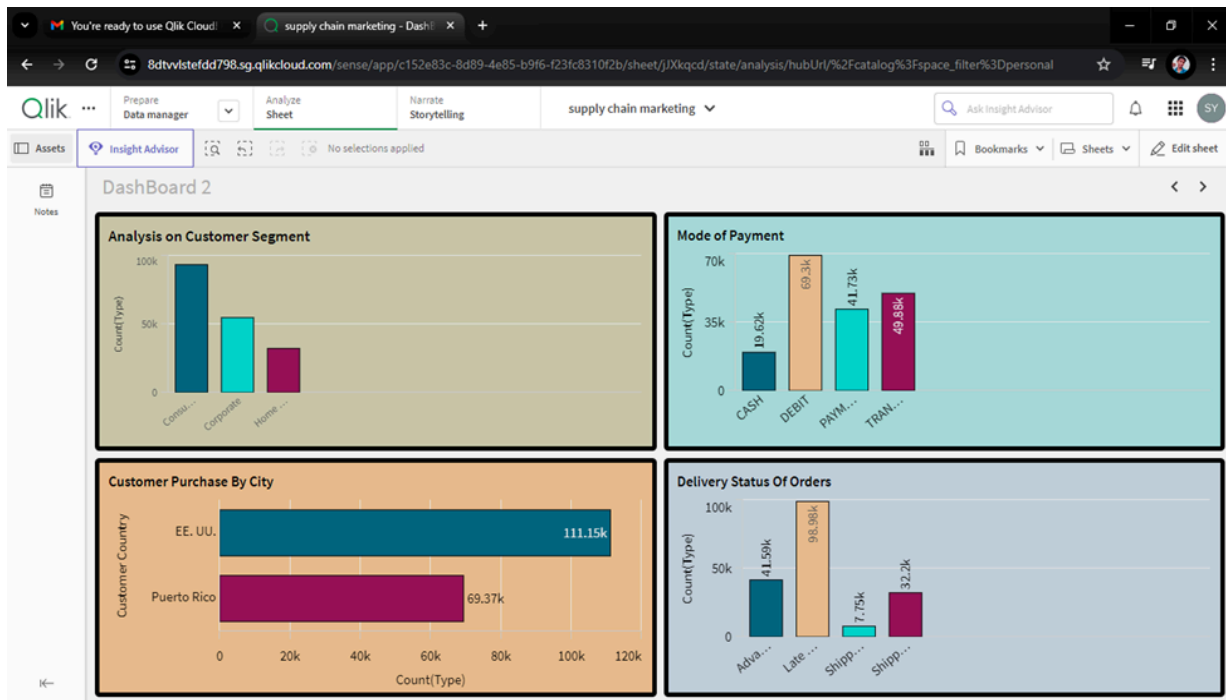 You're ready to use Qlik Cloud!
supply chain marketing - DashB
8dtvvlstefdd798.sg.qlikcloud.com/sense/app/c152e83c-8d89-4e85-b9f6-f23fc8310f2b/sheet/jJXkqcd/state/analysis/hubUrl/%2Fcatalog%3Fspace_filter%3Dpersonal
Qlik
Prepare
Data manager
Analyze
Sheet
Narrate
Storytelling
supply chain marketing
Ask Insight Advisor
SY
Assets
Insight Advisor
No selections applied
Bookmarks
Sheets
Edit sheet
Notes
DashBoard 2
Analysis on Customer Segment
Count(Type)
100k
50k
0
Consu...
Corporate
Home ...
Mode of Payment
Count(Type)
70k
35k
0
19.62k
69.3k
41.73k
49.88k
CASH
DEBIT
PAYM...
TRAN...
Customer Purchase By City
Customer Country
EE. UU.
111.15k
Puerto Rico
69.37k
0 20k 40k 60k 80k 100k 120k
Count(Type)
Delivery Status Of Orders
Count(Type)
100k
50k
0
41.59k
98.98k
7.75k
32.2k
Adva...
Late ...
Shipp...
Shipp...